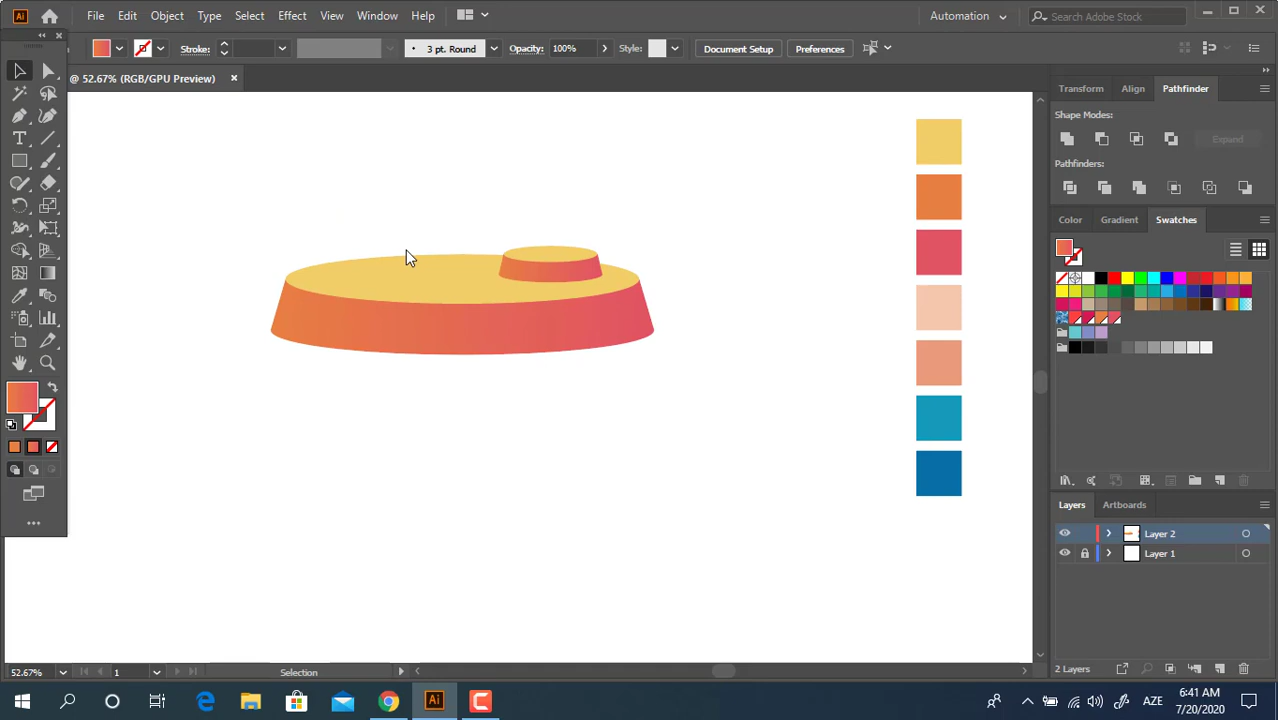 Ai File Edit Object Type Select Effect View Window Help Automation Search Adobe Stock
Stroke: 3 pt. Round Opacity: 100% Style: Document Setup Preferences
@ 52.67% (RGB/GPU Preview)
Transform Align Pathfinder
Shape Modes:
Expand
Pathfinders:
Color Gradient Swatches
Layers Artboards
Layer 2
Layer 1
52.67% 1 Selection 2 Layers
Ai AZE 6:41 AM
7/20/2020